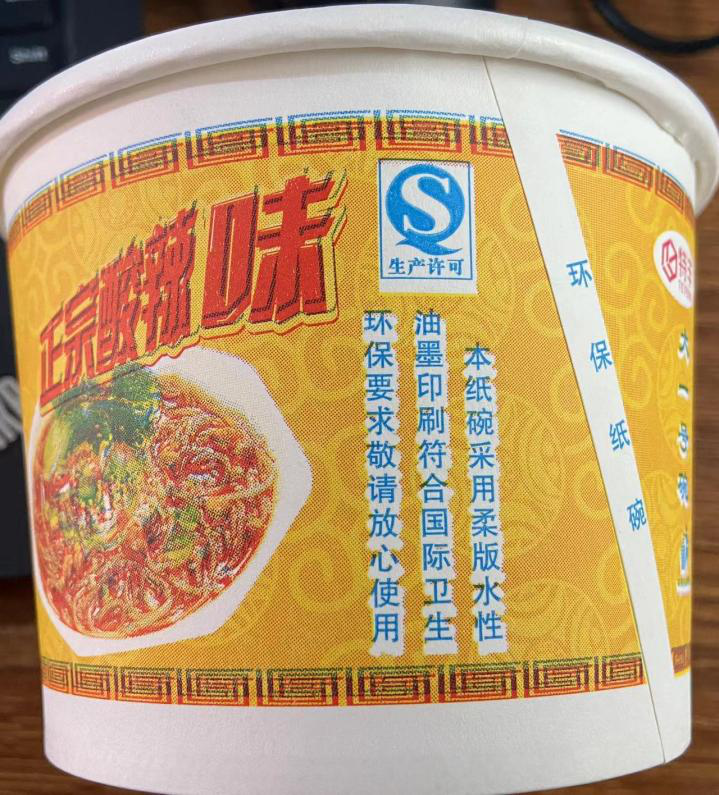 正宗酸辣味
生产许可
本纸碗采用柔版水性
油墨印刷符合国际卫生
环保要求敬请放心使用
环保纸碗